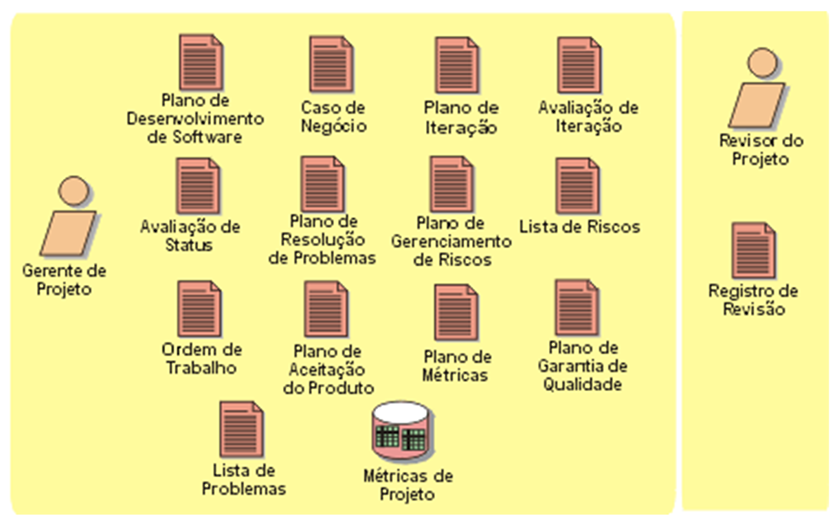 Plano de
Desenvolvimento
de Software
Caso de
Negócio
Plano de
Iteração
Avaliação de
Iteração
Revisor do
Projeto
Gerente de
Projeto
Avaliação de
Status
Plano de
Resolução
de Problemas
Plano de
Gerenciamento
de Riscos
Lista de Riscos
Registro de
Revisão
Ordem de
Trabalho
Plano de
Aceitação
do Produto
Plano de
Métricas
Plano de
Garantia de
Qualidade
Lista de
Problemas
Métricas de
Projeto